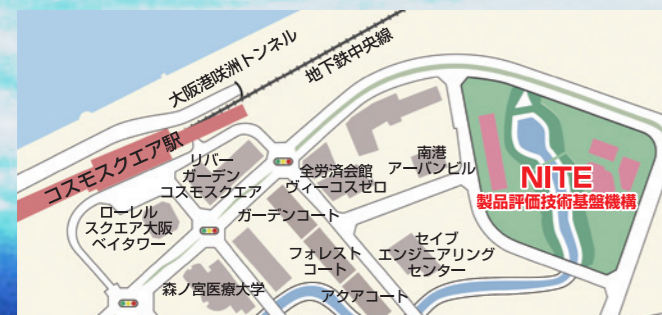 大阪港咲洲トンネル
地下鉄中央線
コスモスクエア駅
リバー
ガーデン
コスモスクエア
全労済会館
ヴィーコスゼロ
南港
アーバンビル
NITE
製品評価技術基盤機構
ローレル
スクエア大阪
ベイタワー
ガーデンコート
フォレスト
コート
セイブ
エンジニアリング
センター
森ノ宮医療大学
アクアコート